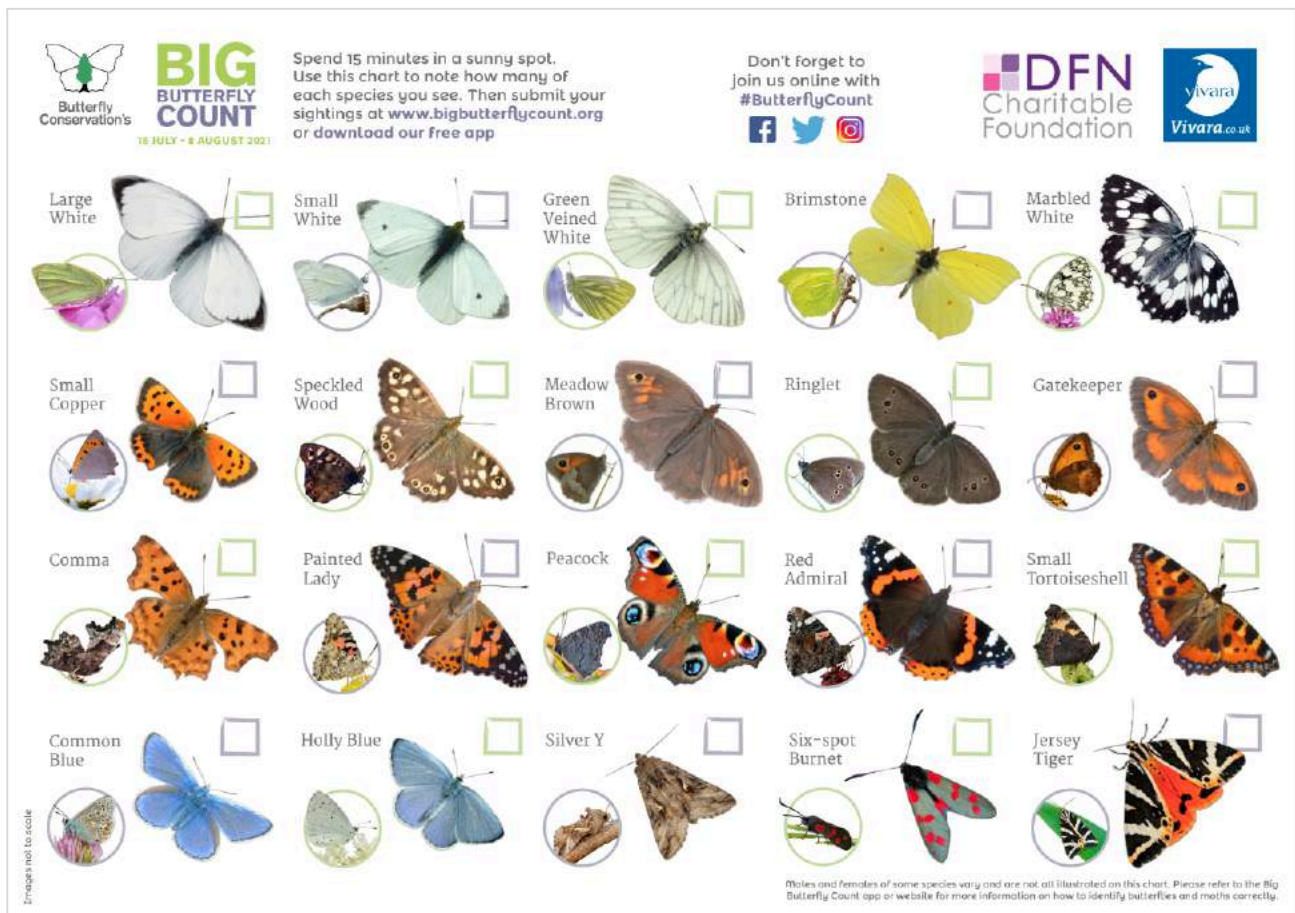 Butterfly
Conservation's
BIG
BUTTERFLY
COUNT
16 JULY - 8 AUGUST 2021
Spend 15 minutes in a sunny spot.
Use this chart to note how many of
each species you see. Then submit your
sightings at www.bigbutterflycount.org
or download our free app
Don't forget to
join us online with
#ButterflyCount
DFN
Charitable
Foundation
vivara
Vivara.co.uk
Large
White
Small
White
Green
Veined
White
Brimstone
Marbled
White
Small
Copper
Speckled
Wood
Meadow
Brown
Ringlet
Gatekeeper
Comma
Painted
Lady
Peacock
Red
Admiral
Small
Tortoiseshell
Common
Blue
Holly Blue
Silver Y
Six-spot
Burnet
Jersey
Tiger
Images not to scale
Males and females of some species vary and are not all illustrated on this chart. Please refer to the Big
Butterfly Count app or website for more information on how to identify butterflies and moths correctly.